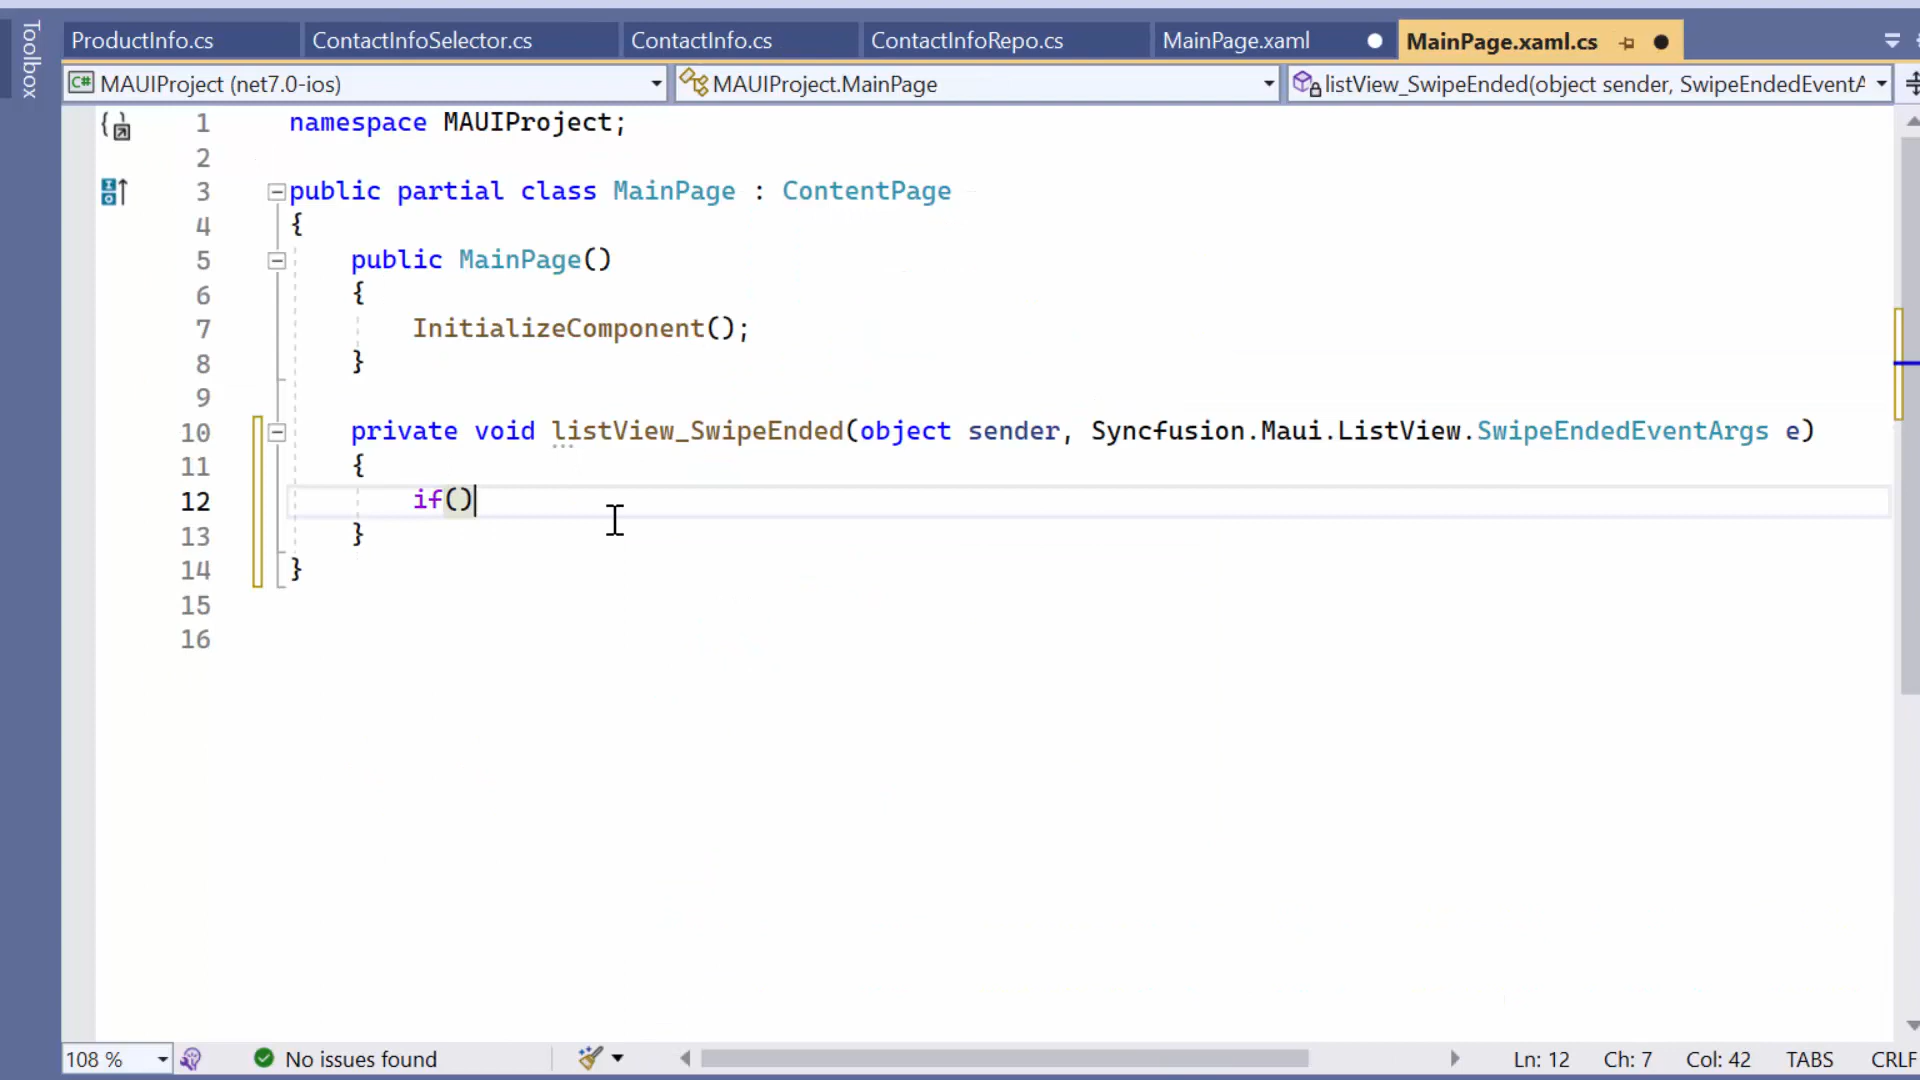 Toolbox
ProductInfo.cs ContactInfoSelector.cs ContactInfo.cs ContactInfoRepo.cs MainPage.xaml MainPage.xaml.cs
C# MAUIProject (net7.0-ios) MAUIProject.MainPage listView_SwipeEnded(object sender, SwipeEndedEventA
1 namespace MAUIProject;
2
3 public partial class MainPage : ContentPage
4 {
5 public MainPage()
6 {
7 InitializeComponent();
8 }
9
10 private void listView_SwipeEnded(object sender, Syncfusion.Maui.ListView.SwipeEndedEventArgs e)
11 {
12 if()
13 }
14 }
15
16
108 % No issues found Ln: 12 Ch: 7 Col: 42 TABS CRLF